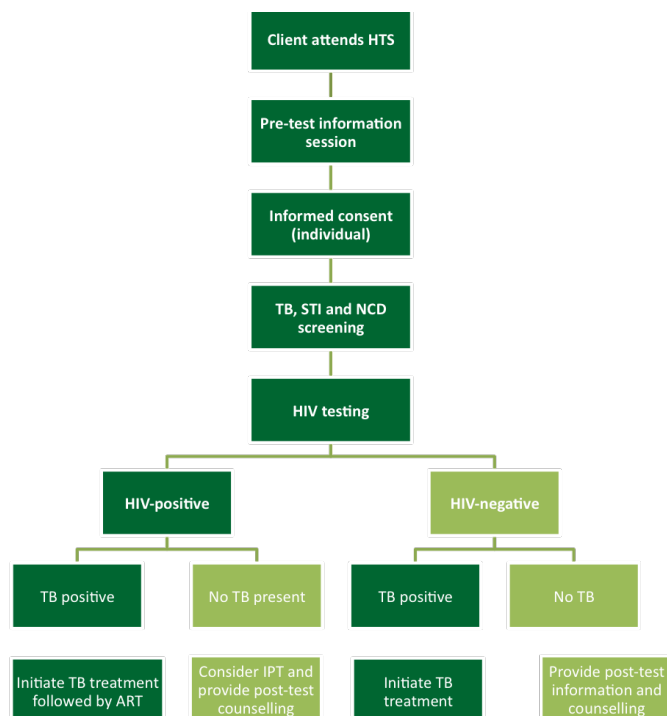 Client attends HTS
Pre-test information
session
Informed consent
(individual)
TB, STI and NCD
screening
HIV testing
HIV-positive
HIV-negative
TB positive
No TB present
TB positive
No TB
Initiate TB treatment
followed by ART
Consider IPT and
provide post-test
counselling
Initiate TB
treatment
Provide post-test
information and
counselling